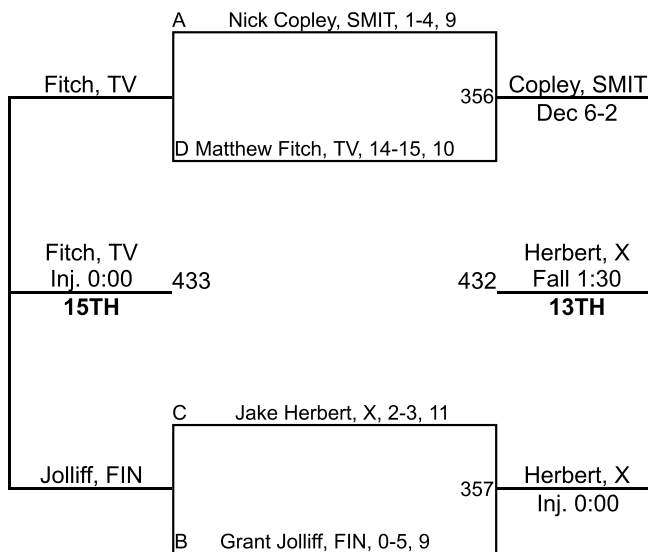 A Nick Copley, SMIT, 1-4, 9
Fitch, TV
356
Copley, SMIT
Dec 6-2
D Matthew Fitch, TV, 14-15, 10
Fitch, TV
Inj. 0:00
15TH
433
432
Herbert, X
Fall 1:30
13TH
C Jake Herbert, X, 2-3, 11
Jolliff, FIN
357
Herbert, X
Inj. 0:00
B Grant Jolliff, FIN, 0-5, 9